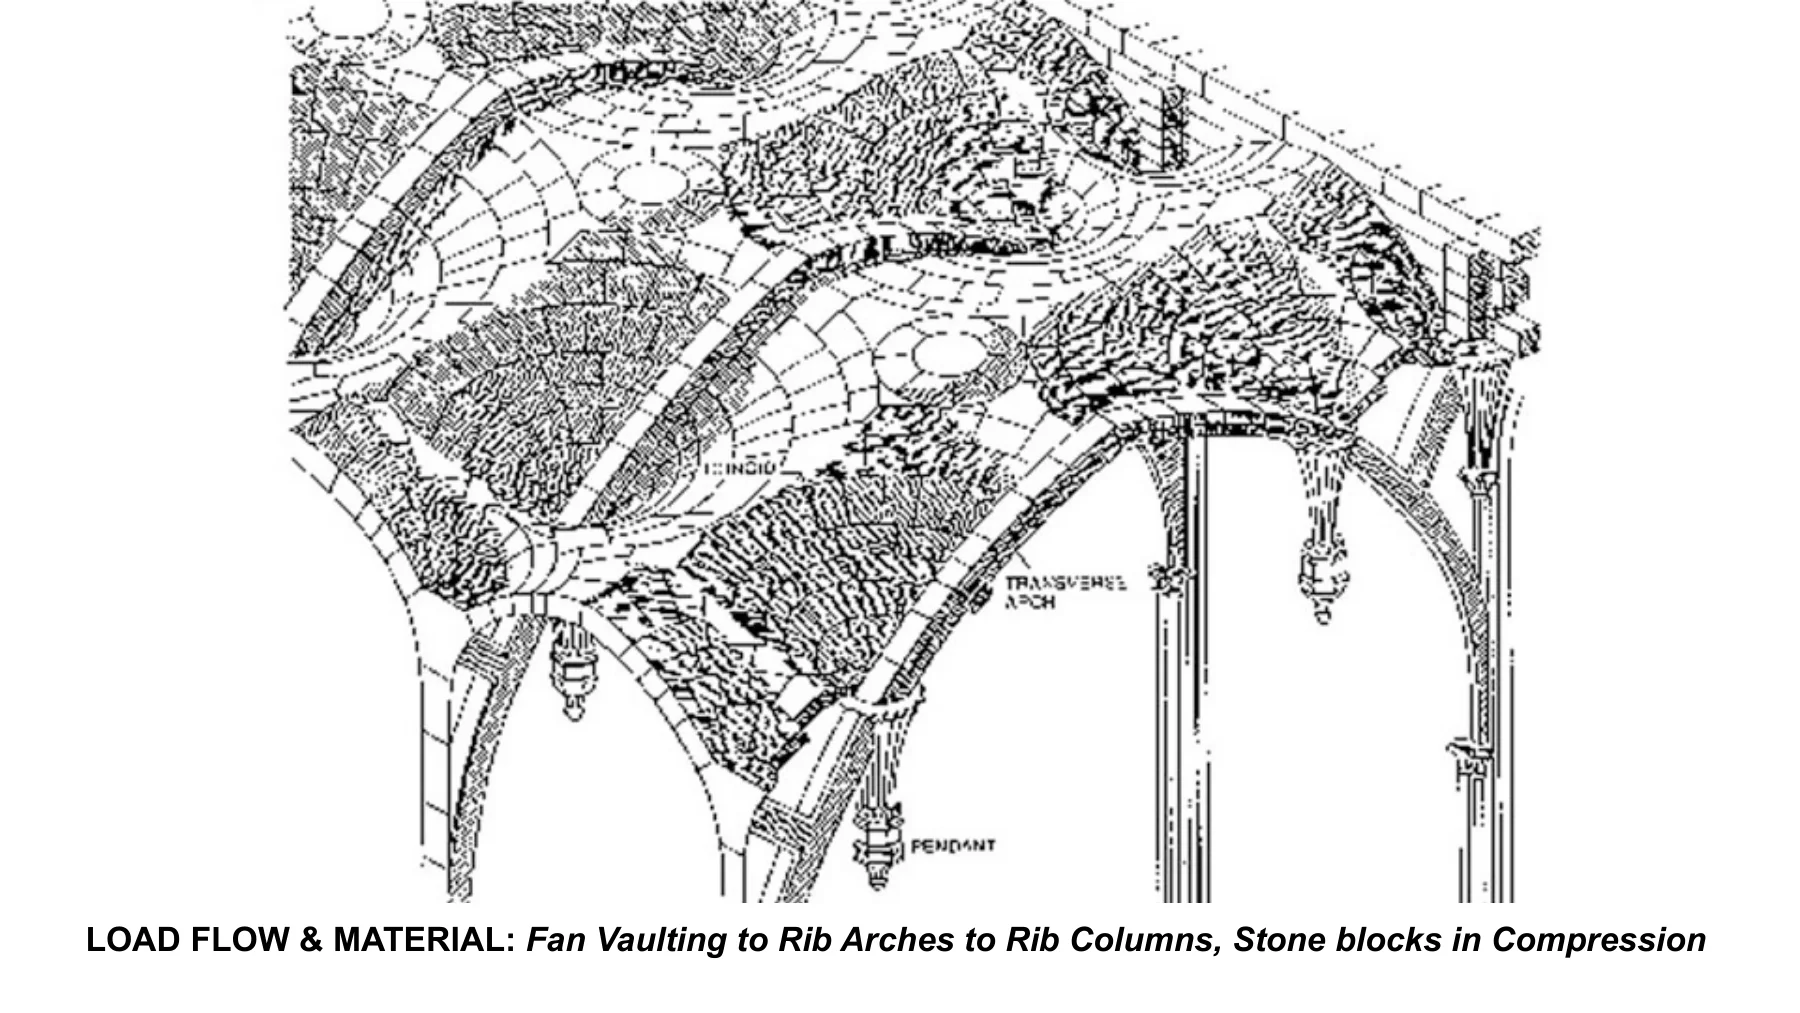 TRANSVERSE
ARCH
PENDANT
LOAD FLOW & MATERIAL: Fan Vaulting to Rib Arches to Rib Columns, Stone blocks in Compression